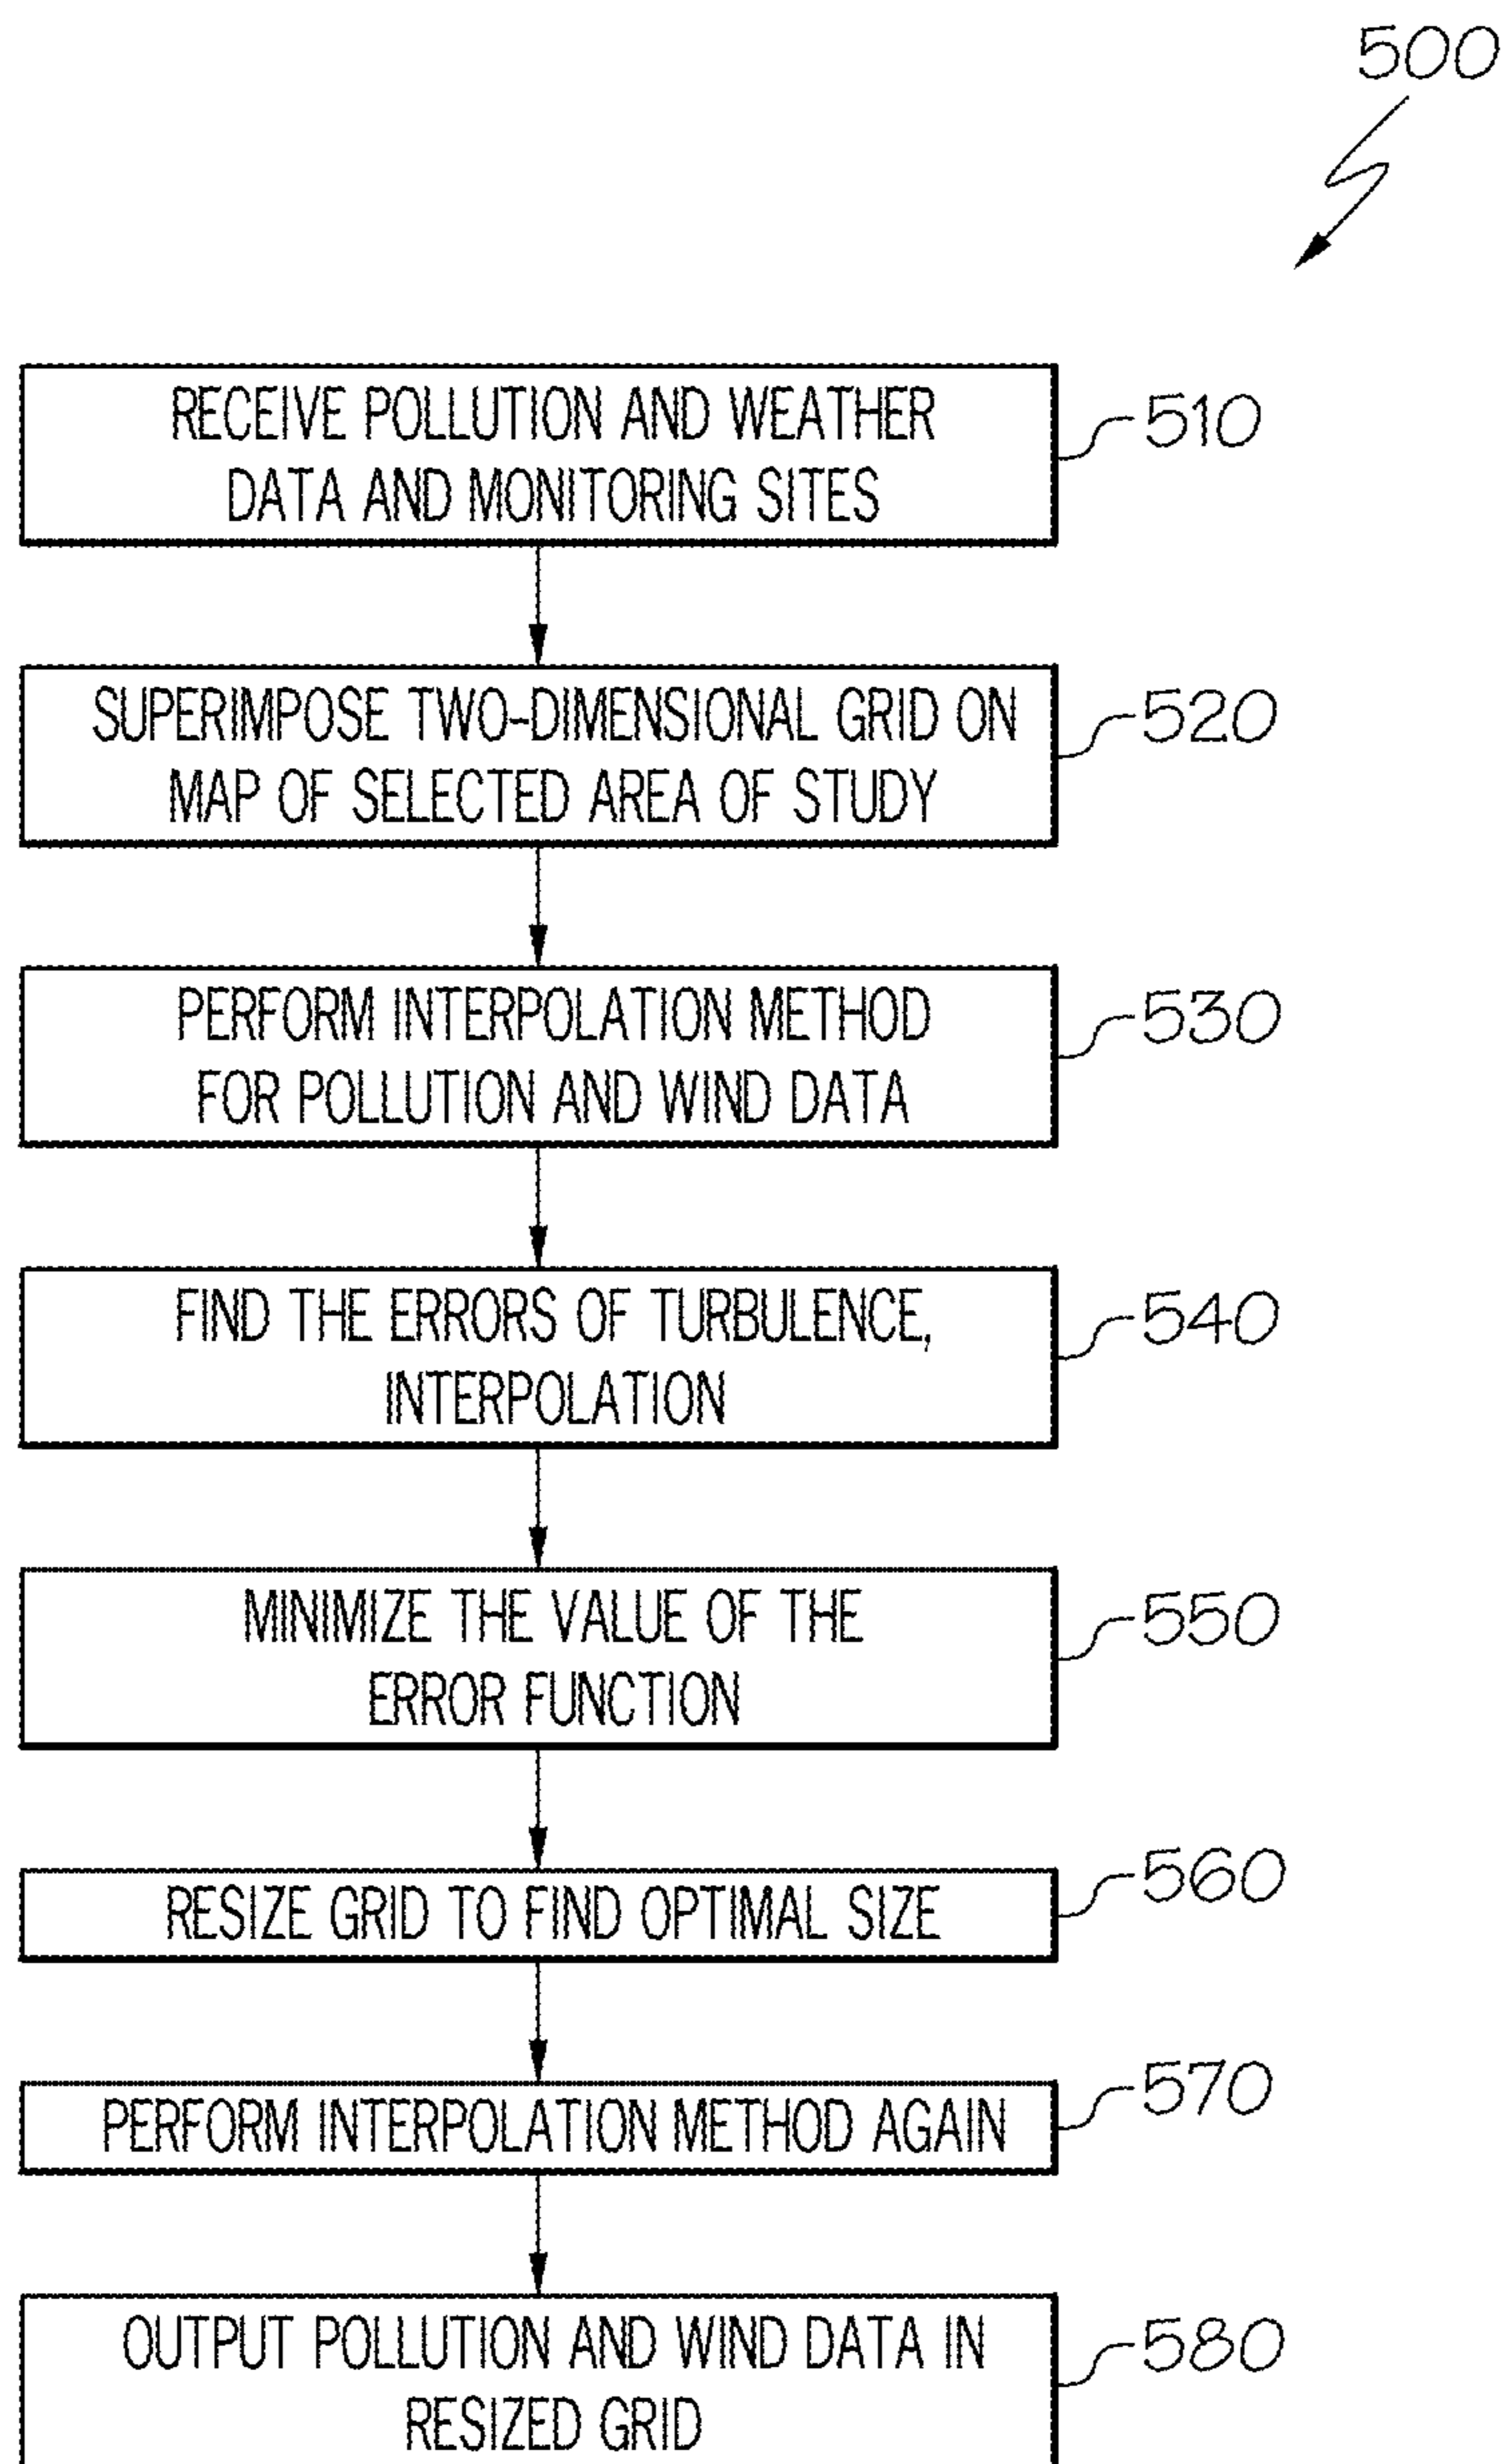 500
RECEIVE POLLUTION AND WEATHER
DATA AND MONITORING SITES
510
SUPERIMPOSE TWO-DIMENSIONAL GRID ON
MAP OF SELECTED AREA OF STUDY
520
PERFORM INTERPOLATION METHOD
FOR POLLUTION AND WIND DATA
530
FIND THE ERRORS OF TURBULENCE,
INTERPOLATION
540
MINIMIZE THE VALUE OF THE
ERROR FUNCTION
550
RESIZE GRID TO FIND OPTIMAL SIZE
560
PERFORM INTERPOLATION METHOD AGAIN
570
OUTPUT POLLUTION AND WIND DATA IN
RESIZED GRID
580